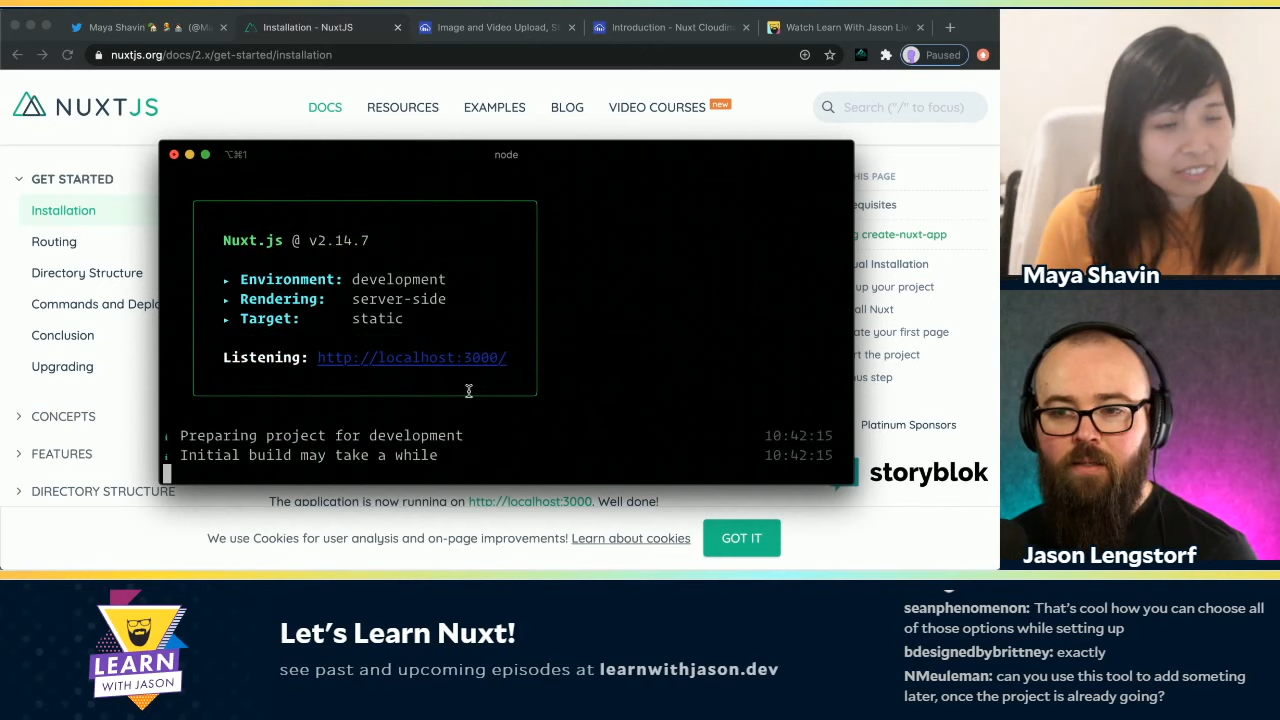 Maya Shavin
(@Ma
Installation - NuxtJS
Image and Video Upload, S
Introduction - Nuxt Cloudin
Watch Learn With Jason Liv
nuxtjs.org/docs/2.x/get-started/installation
Paused
NUXTJS
DOCS
RESOURCES
EXAMPLES
BLOG
VIDEO COURSES new
Search ("/" to focus)
GET STARTED
Installation
Routing
Directory Structure
Commands and Deplo
Conclusion
Upgrading
CONCEPTS
FEATURES
DIRECTORY STRUCTURE
⌥⌘1
node
Nuxt.js @ v2.14.7
▸ Environment: development
▸ Rendering: server-side
▸ Target: static
Listening: http://localhost:3000/
Preparing project for development 10:42:15
Initial build may take a while 10:42:15
HIS PAGE
equisites
g create-nuxt-app
ual Installation
up your project
all Nuxt
ate your first page
rt the project
nus step
Platinum Sponsors
storyblok
The application is now running on http://localhost:3000. Well done!
We use Cookies for user analysis and on-page improvements! Learn about cookies
GOT IT
Maya Shavin
Jason Lengstorf
LEARN
WITH JASON
Let's Learn Nuxt!
see past and upcoming episodes at learnwithjason.dev
seanphenomenon: That's cool how you can choose all
of those options while setting up
bdesignedbybrittney: exactly
NMeuleman: can you use this tool to add someting
later, once the project is already going?